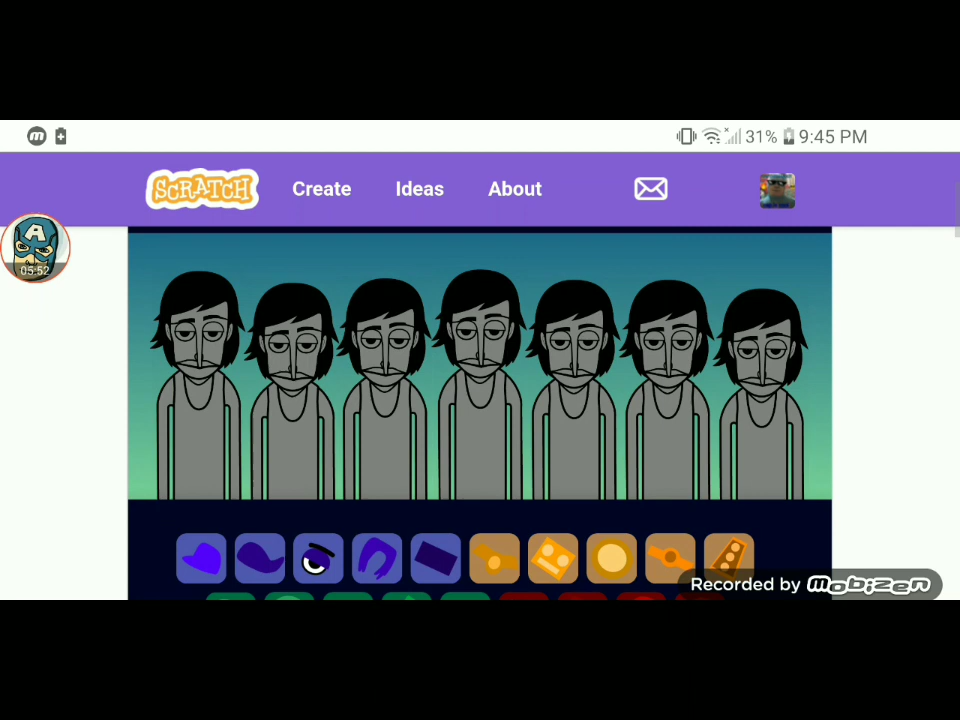 31% 9:45 PM
SCRATCH Create Ideas About
A
05:52
Recorded by mobizen